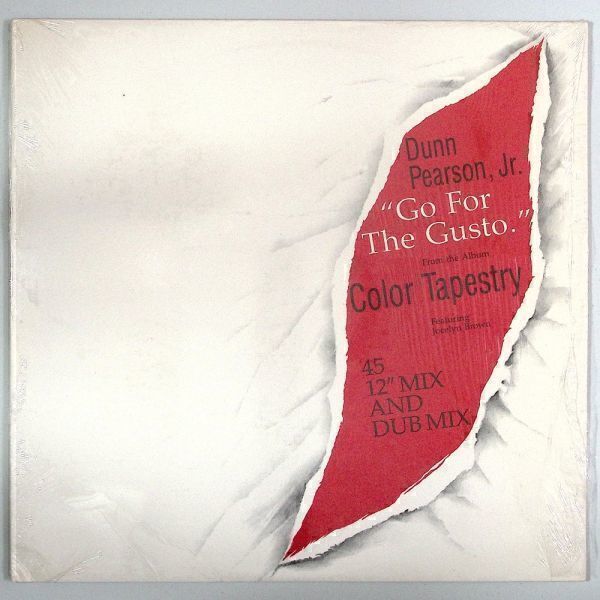 Dunn
Pearson, Jr.
"Go For
The Gusto."
From the Album
Color Tapestry
Featuring
Jocelyn Brown
45
12" MIX
AND
DUB MIX